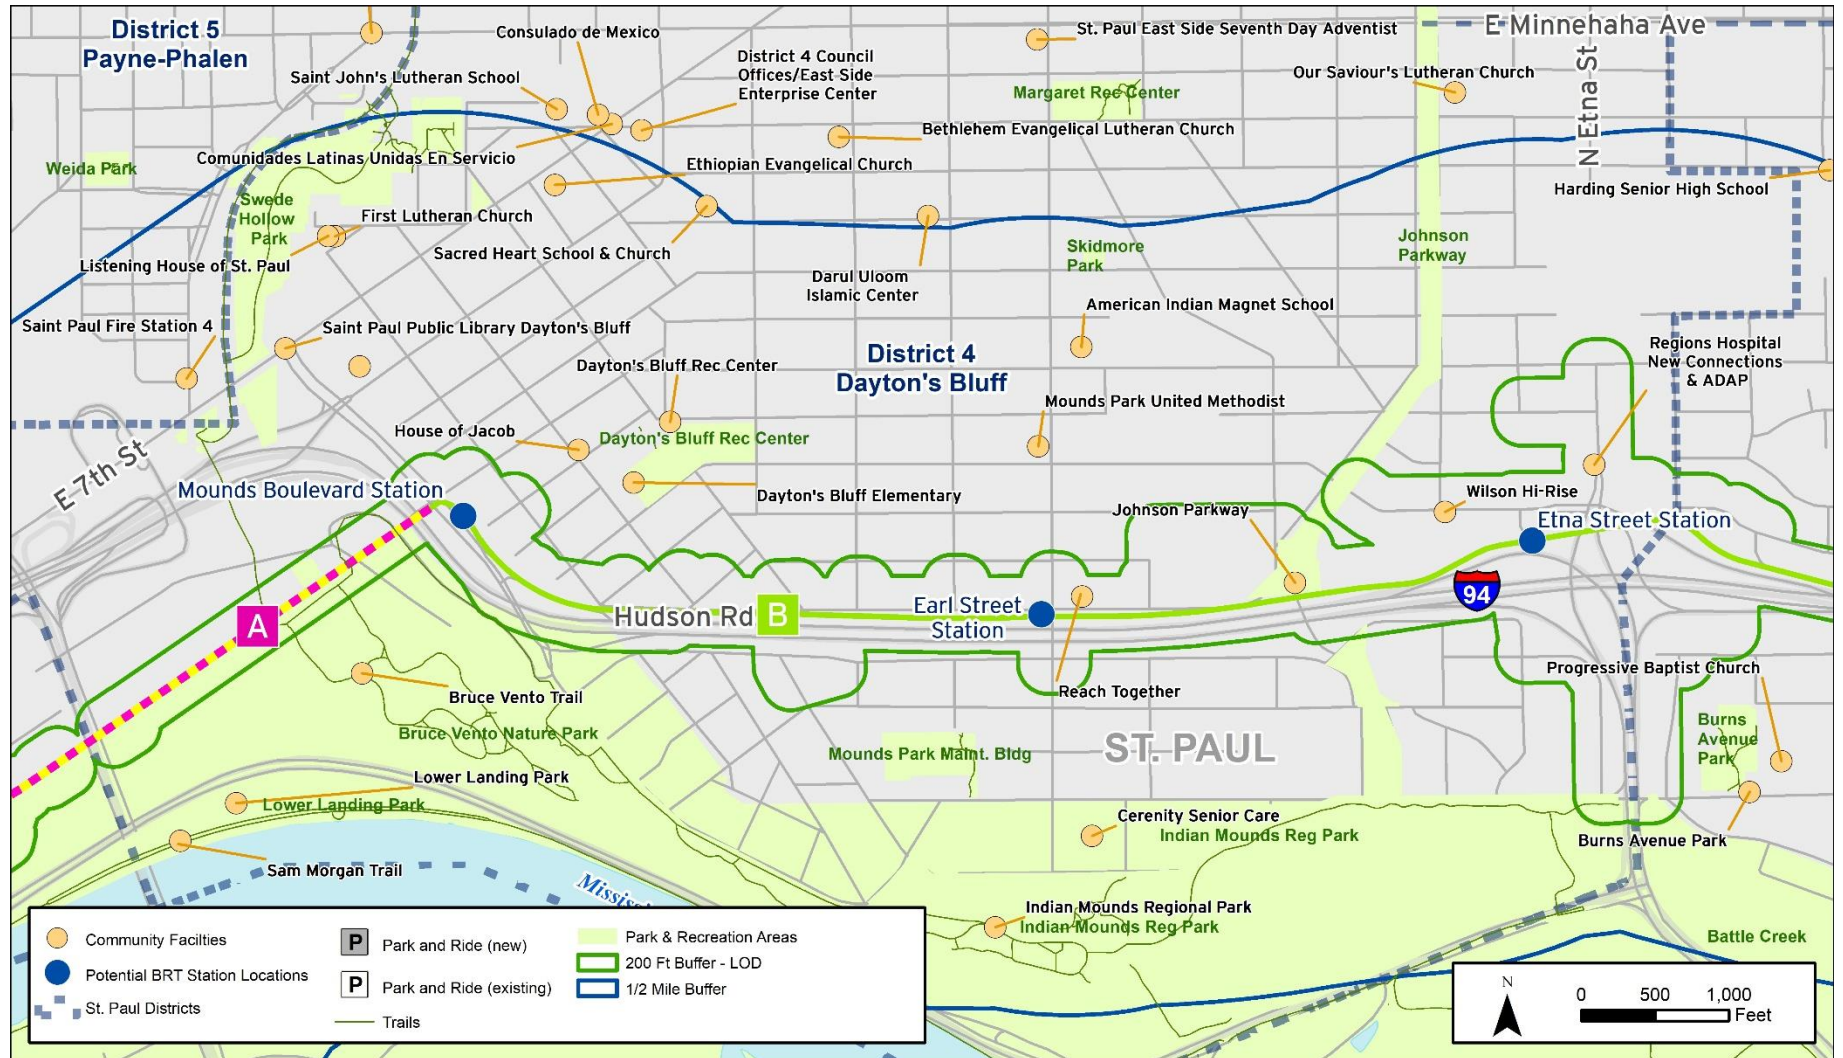 District 5
Payne-Phalen
Consulado de Mexico
St. Paul East Side Seventh Day Adventist
E Minnehaha Ave
District 4 Council
Offices/East Side
Enterprise Center
Saint John's Lutheran School
Our Saviour's Lutheran Church
N Etna St
Margaret Rec Center
Bethlehem Evangelical Lutheran Church
Comunidades Latinas Unidas En Servicio
Ethiopian Evangelical Church
Weida Park
Harding Senior High School
Swede
Hollow
Park
First Lutheran Church
Sacred Heart School & Church
Listening House of St. Paul
Skidmore
Park
Johnson
Parkway
Darul Uloom
Islamic Center
American Indian Magnet School
Saint Paul Fire Station 4
Saint Paul Public Library Dayton's Bluff
District 4
Dayton's Bluff
Regions Hospital
New Connections
& ADAP
Dayton's Bluff Rec Center
Mounds Park United Methodist
House of Jacob
Dayton's Bluff Rec Center
E 7th St
Mounds Boulevard Station
Dayton's Bluff Elementary
Wilson Hi-Rise
Johnson Parkway
Etna Street Station
94
A
Hudson Rd
B
Earl Street
Station
Reach Together
Progressive Baptist Church
Bruce Vento Trail
Bruce Vento Nature Park
Mounds Park Maint. Bldg
ST. PAUL
Burns
Avenue
Park
Lower Landing Park
Lower Landing Park
Cerenity Senior Care
Indian Mounds Reg Park
Burns Avenue Park
Sam Morgan Trail
Indian Mounds Regional Park
Indian Mounds Reg Park
Battle Creek
Community Facilties
Potential BRT Station Locations
St. Paul Districts
P
Park and Ride (new)
P
Park and Ride (existing)
Trails
Park & Recreation Areas
200 Ft Buffer - LOD
1/2 Mile Buffer
N
0 500 1,000
Feet